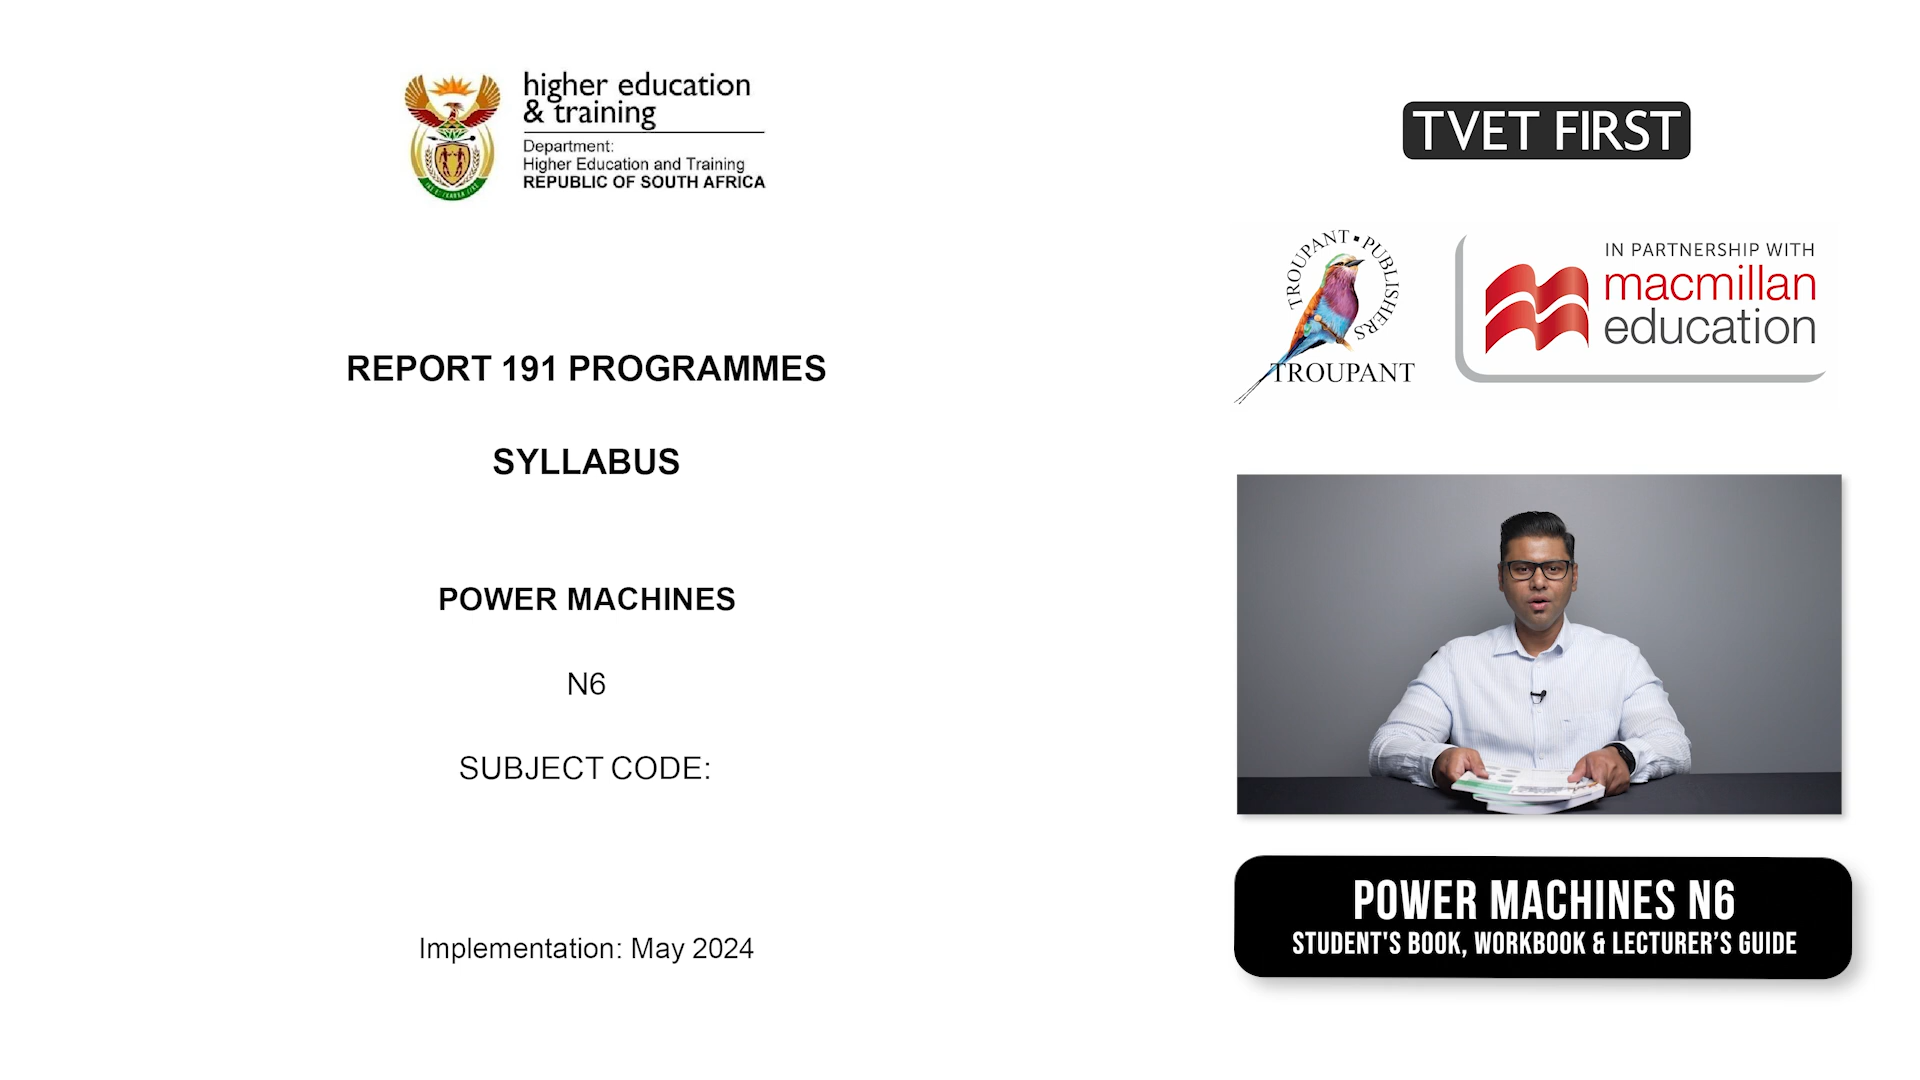 higher education
& training
Department:
Higher Education and Training
REPUBLIC OF SOUTH AFRICA
REPORT 191 PROGRAMMES
SYLLABUS
POWER MACHINES
N6
SUBJECT CODE:
Implementation: May 2024
TVET FIRST
TROUPANT PUBLISHERS
TROUPANT
IN PARTNERSHIP WITH
macmillan
education
POWER MACHINES N6
STUDENT'S BOOK, WORKBOOK & LECTURER’S GUIDE